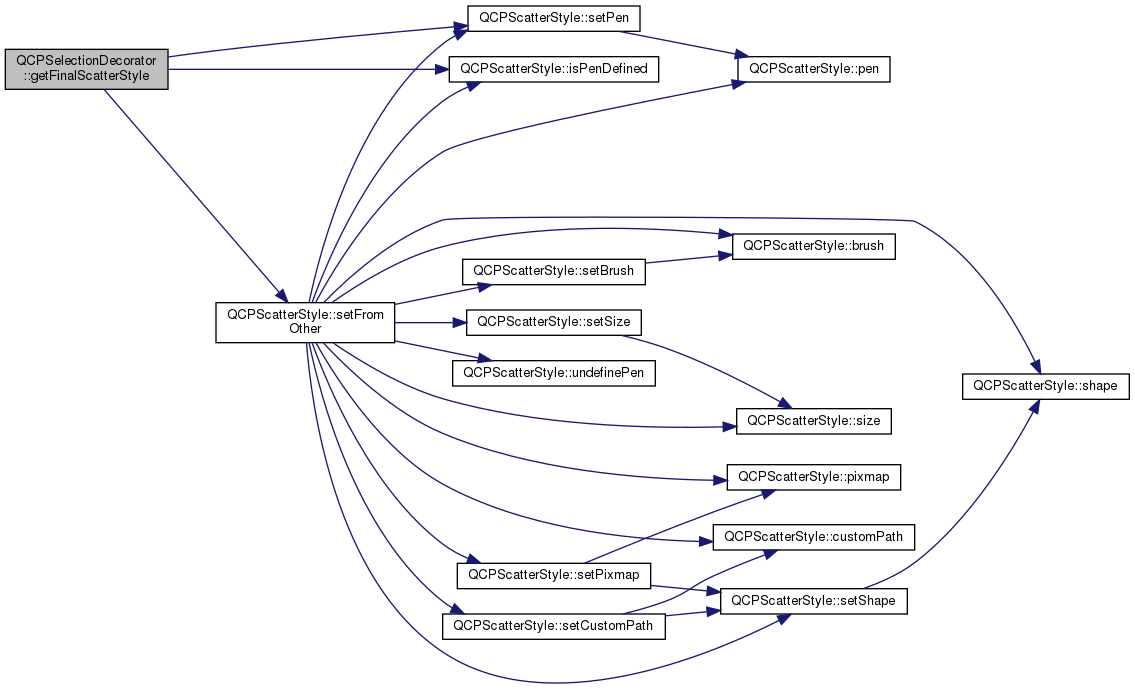 QCPScatterStyle::setPen
QCPSelectionDecorator
::getFinalScatterStyle
QCPScatterStyle::isPenDefined
QCPScatterStyle::pen
QCPScatterStyle::brush
QCPScatterStyle::setBrush
QCPScatterStyle::setFrom
Other
QCPScatterStyle::setSize
QCPScatterStyle::undefinePen
QCPScatterStyle::shape
QCPScatterStyle::size
QCPScatterStyle::pixmap
QCPScatterStyle::customPath
QCPScatterStyle::setPixmap
QCPScatterStyle::setShape
QCPScatterStyle::setCustomPath